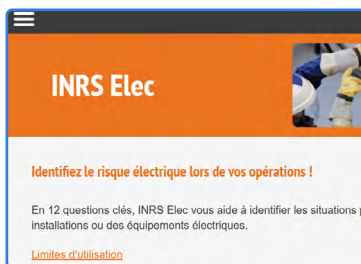 INRS Elec
Identifiez le risque électrique lors de vos opérations !
En 12 questions clés, INRS Elec vous aide à identifier les situations
installations ou des équipements électriques.
Limites d'utilisation